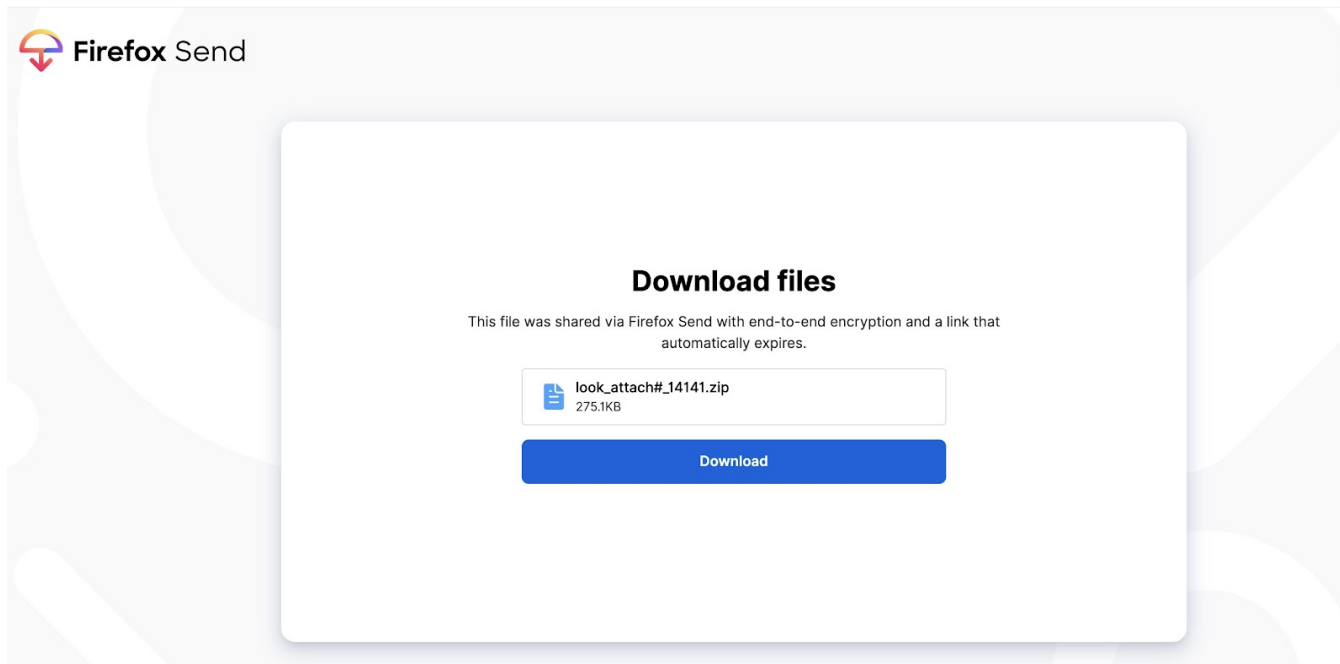 Firefox Send
Download files
This file was shared via Firefox Send with end-to-end encryption and a link that
automatically expires.
look_attach#_14141.zip
275.1KB
Download